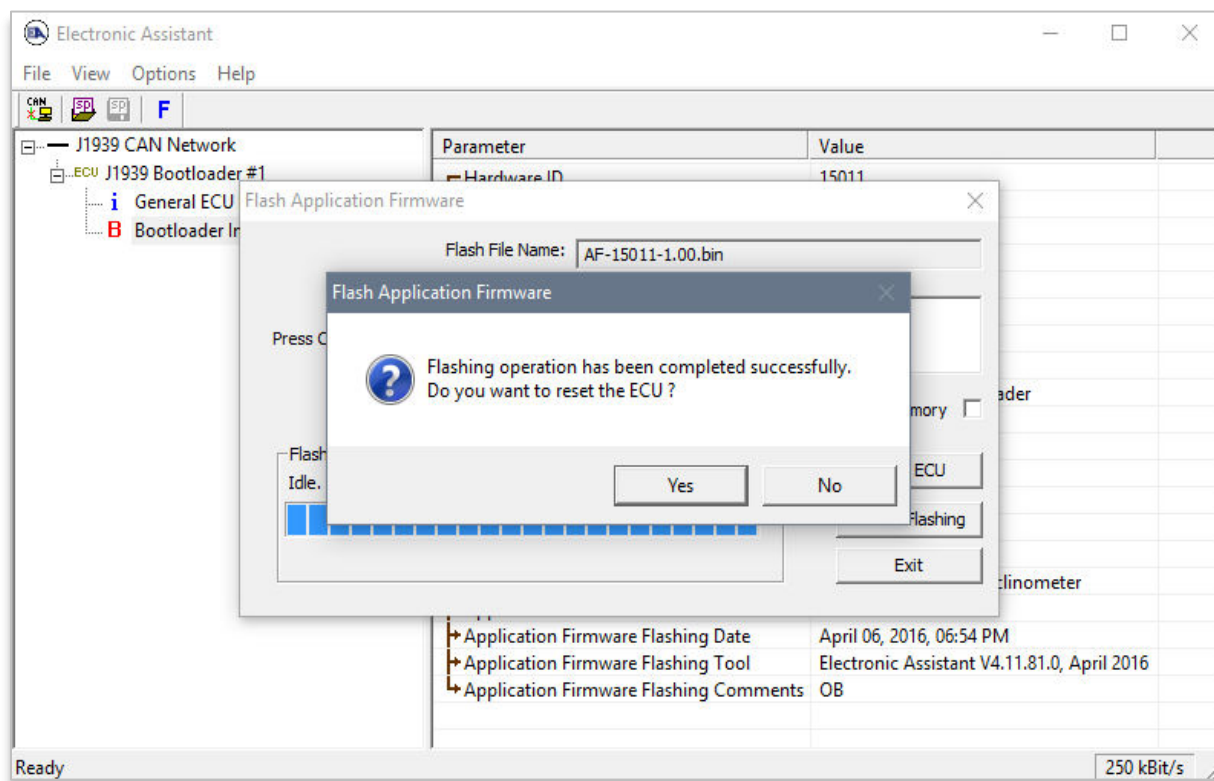 Electronic Assistant
File View Options Help
CAN SP SP F
J1939 CAN Network
ECU J1939 Bootloader #1
i General ECU
B Bootloader
Parameter Value
Hardware ID 15011
Flash Application Firmware
Flash File Name: AF-15011-1.00.bin
Flash Application Firmware
Press
Flashing operation has been completed successfully.
Do you want to reset the ECU ?
Yes No
Flash
Idle.
ECU
Flashing
Exit
Application Firmware Flashing Date April 06, 2016, 06:54 PM
Application Firmware Flashing Tool Electronic Assistant V4.11.81.0, April 2016
Application Firmware Flashing Comments OB
Ready 250 kBit/s